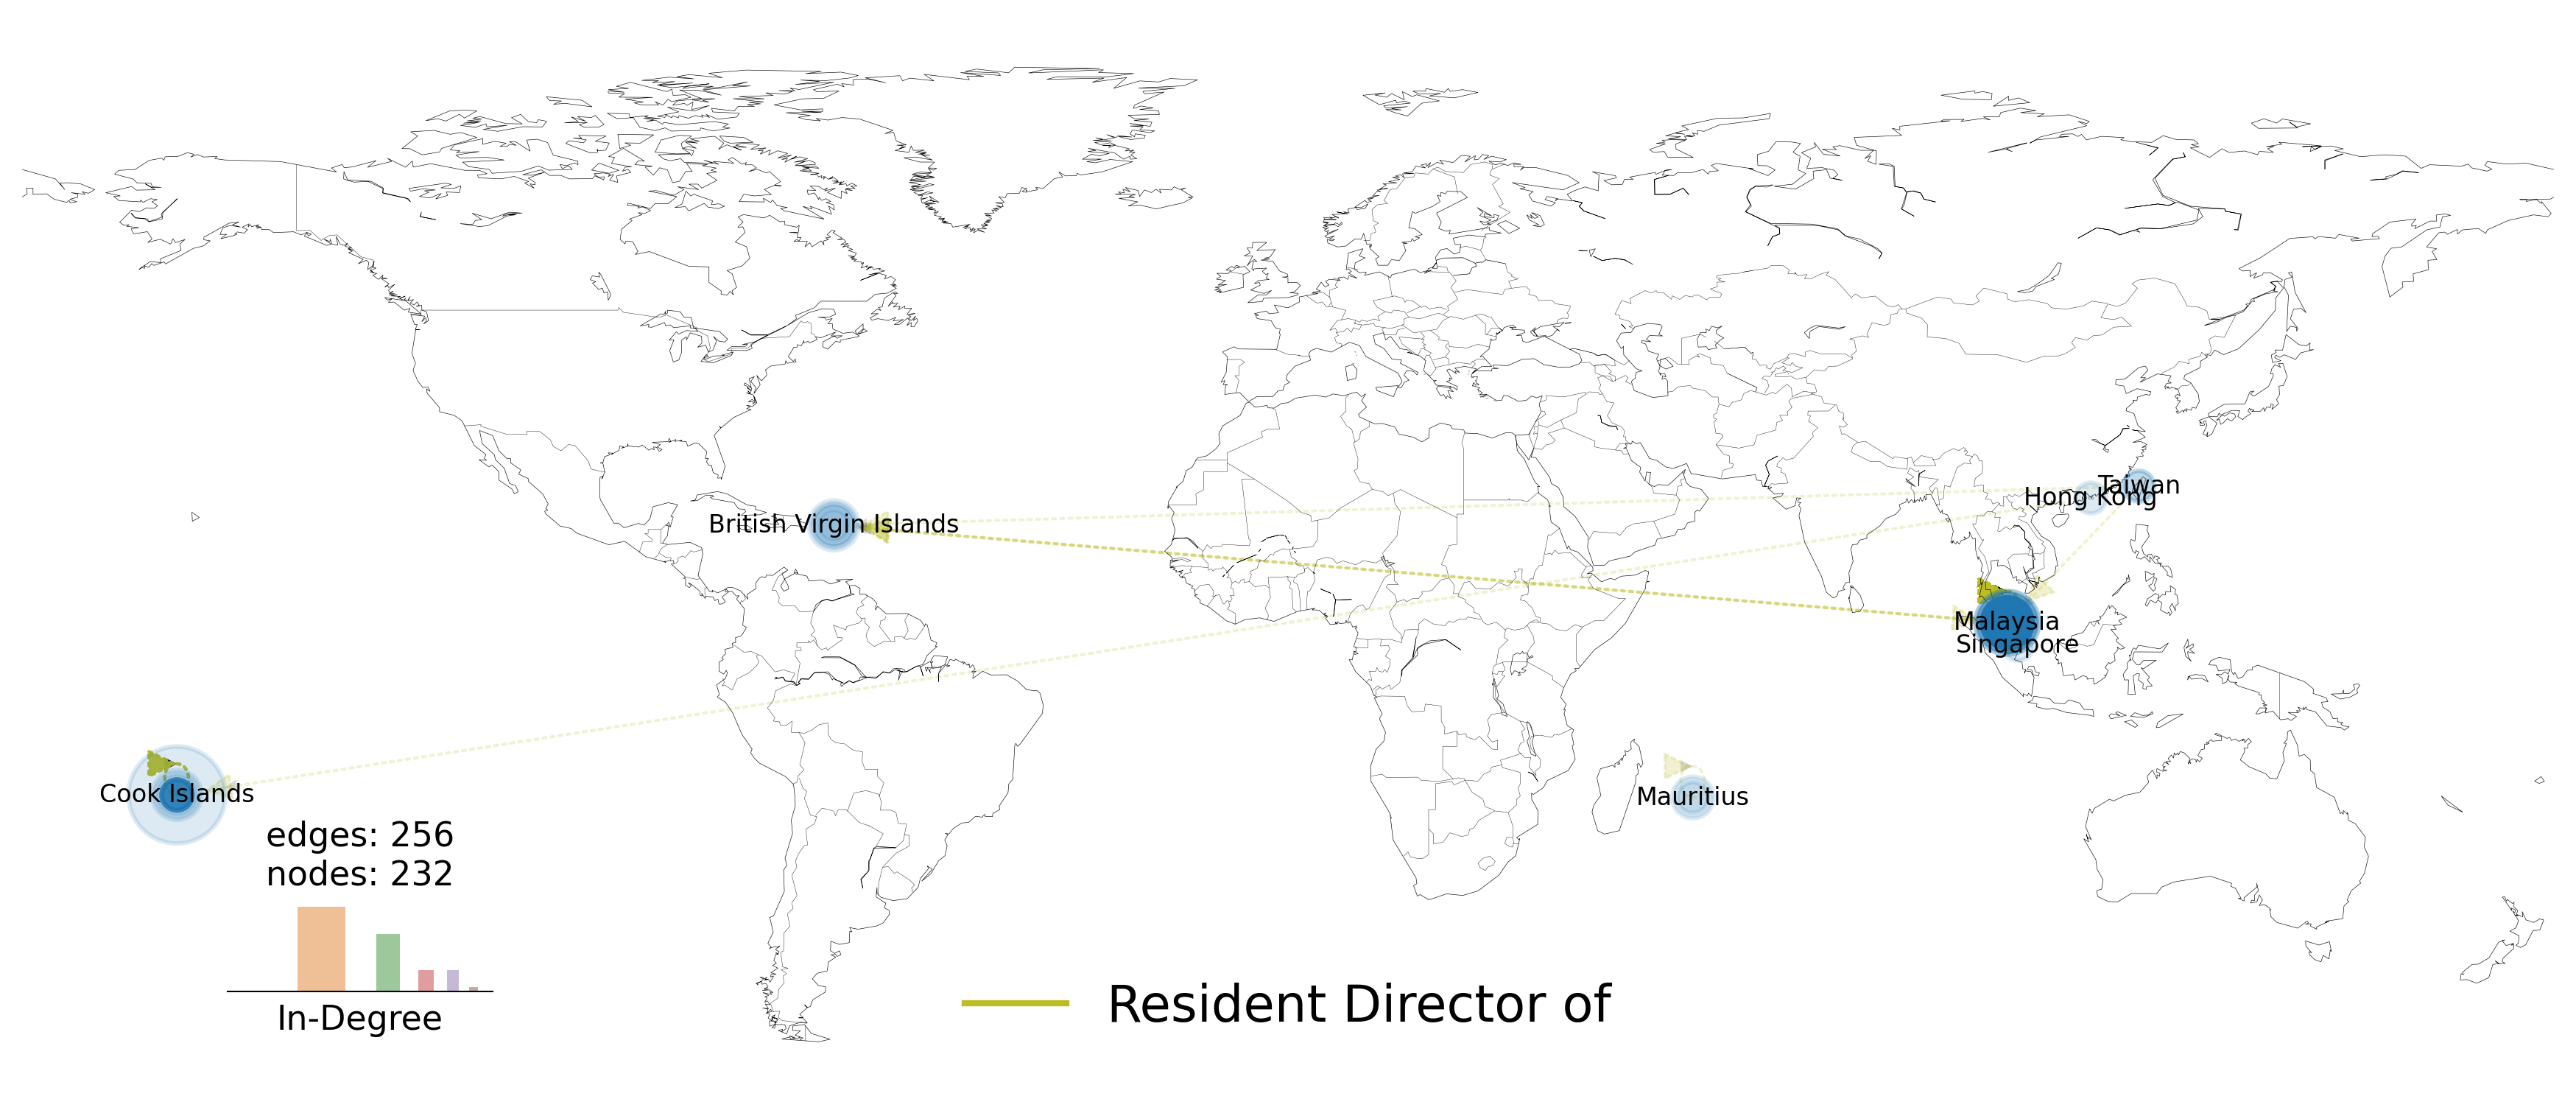 Taiwan
Hong Kong
British Virgin Islands
Malaysia
Singapore
Cook Islands
Mauritius
edges: 256
nodes: 232
In-Degree
Resident Director of